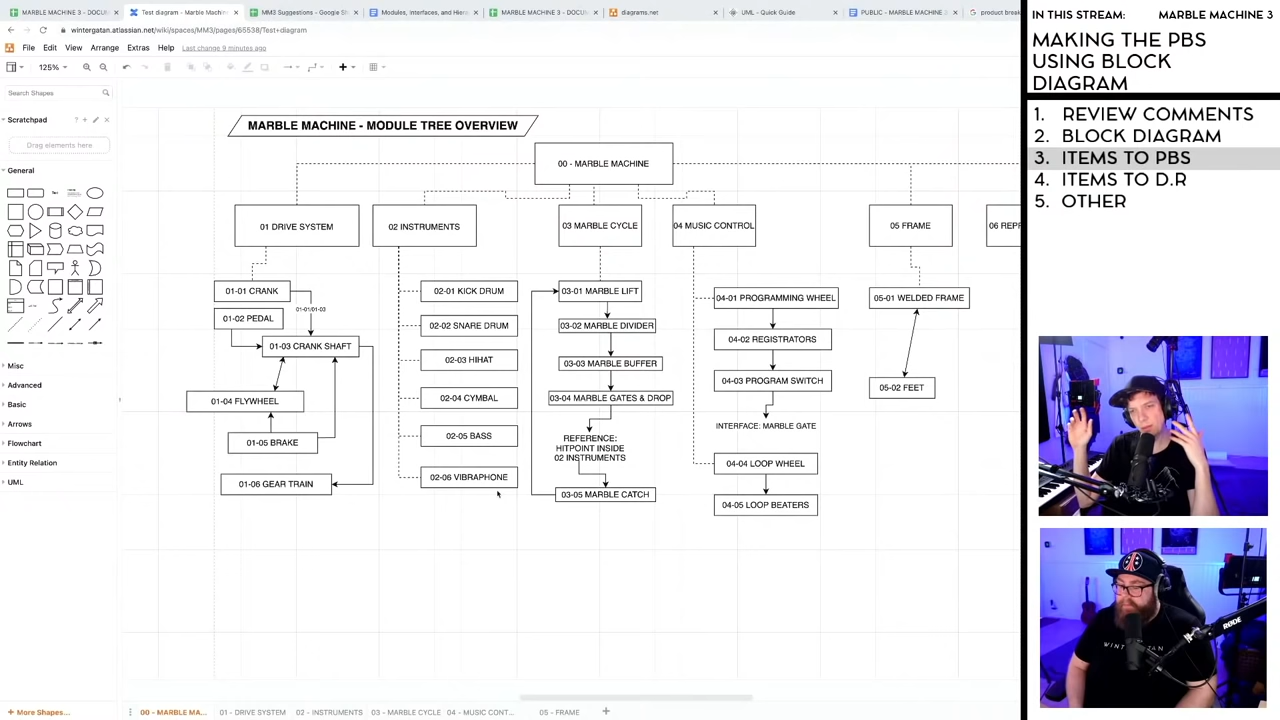 MARBLE MACHINE 3 - DOCU
Test diagram - Marble Machin
MM3 Suggestions - Google Sh
Modules, Interfaces, and Hier
MARBLE MACHINE 3 - DOCU
diagrams.net
UML - Quick Guide
PUBLIC - MARBLE MACHINE
product break
wintergatan.atlassian.net/wiki/spaces/MM3/pages/65538/Test+diagram
File Edit View Arrange Extras Help Last change 9 minutes ago
125%
Search Shapes
Scratchpad
Drag elements here
General
Misc
Advanced
Basic
Arrows
Flowchart
Entity Relation
UML
+ More Shapes...
MARBLE MACHINE - MODULE TREE OVERVIEW
00 - MARBLE MACHINE
01 DRIVE SYSTEM
02 INSTRUMENTS
03 MARBLE CYCLE
04 MUSIC CONTROL
05 FRAME
06 REPR
01-01 CRANK
01-01/01-03
01-02 PEDAL
01-03 CRANK SHAFT
01-04 FLYWHEEL
01-05 BRAKE
01-06 GEAR TRAIN
02-01 KICK DRUM
02-02 SNARE DRUM
02-03 HIHAT
02-04 CYMBAL
02-05 BASS
02-06 VIBRAPHONE
03-01 MARBLE LIFT
03-02 MARBLE DIVIDER
03-03 MARBLE BUFFER
03-04 MARBLE GATES & DROP
REFERENCE:
HITPOINT INSIDE
02 INSTRUMENTS
03-05 MARBLE CATCH
04-01 PROGRAMMING WHEEL
04-02 REGISTRATORS
04-03 PROGRAM SWITCH
INTERFACE: MARBLE GATE
04-04 LOOP WHEEL
04-05 LOOP BEATERS
05-01 WELDED FRAME
05-02 FEET
00 - MARBLE MA...
01 - DRIVE SYSTEM
02 - INSTRUMENTS
03 - MARBLE CYCLE
04 - MUSIC CONT...
05 - FRAME
IN THIS STREAM: MARBLE MACHINE 3
MAKING THE PBS
USING BLOCK
DIAGRAM
1. REVIEW COMMENTS
2. BLOCK DIAGRAM
3. ITEMS TO PBS
4. ITEMS TO D.R
5. OTHER
RØDE